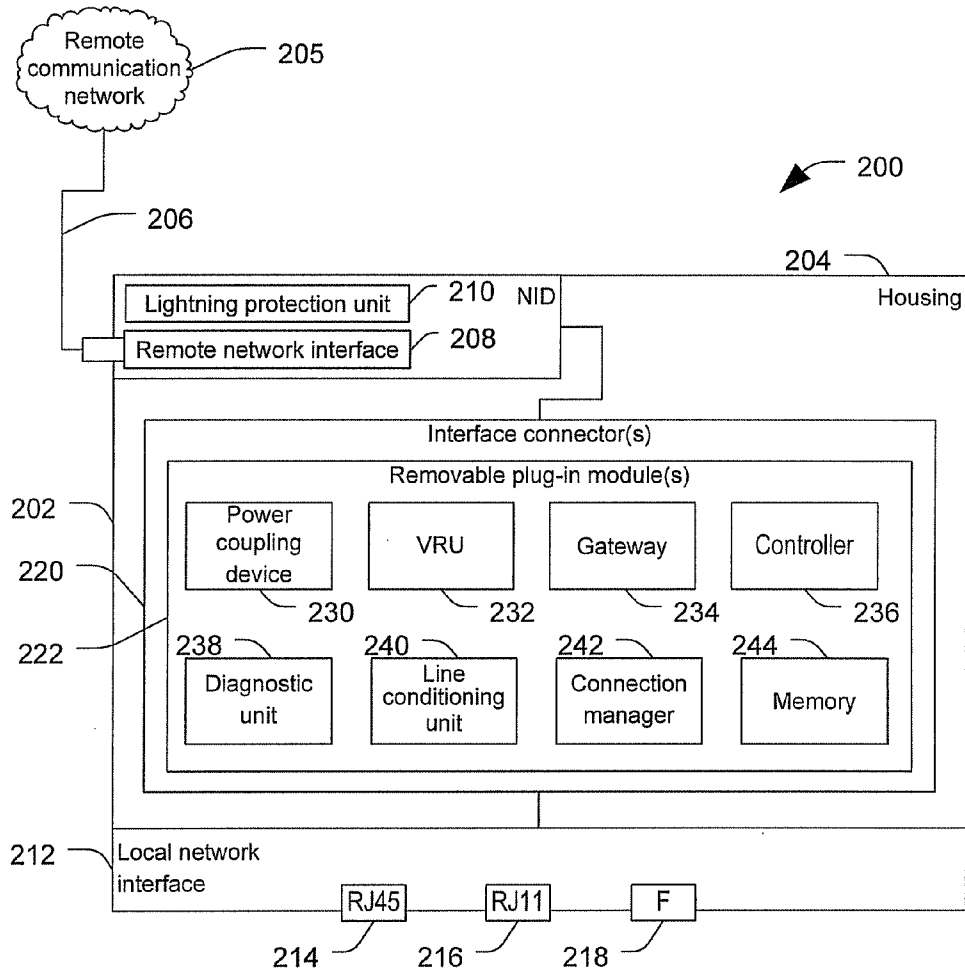 Remote
communication
network
205
200
206
204
Lightning protection unit
210
NID
Housing
Remote network interface
208
Interface connector(s)
Removable plug-in module(s)
202
Power
coupling
device
VRU
Gateway
Controller
220
230
232
234
236
222
238
240
242
244
Diagnostic
unit
Line
conditioning
unit
Connection
manager
Memory
212
Local network
interface
RJ45
RJ11
F
214
216
218